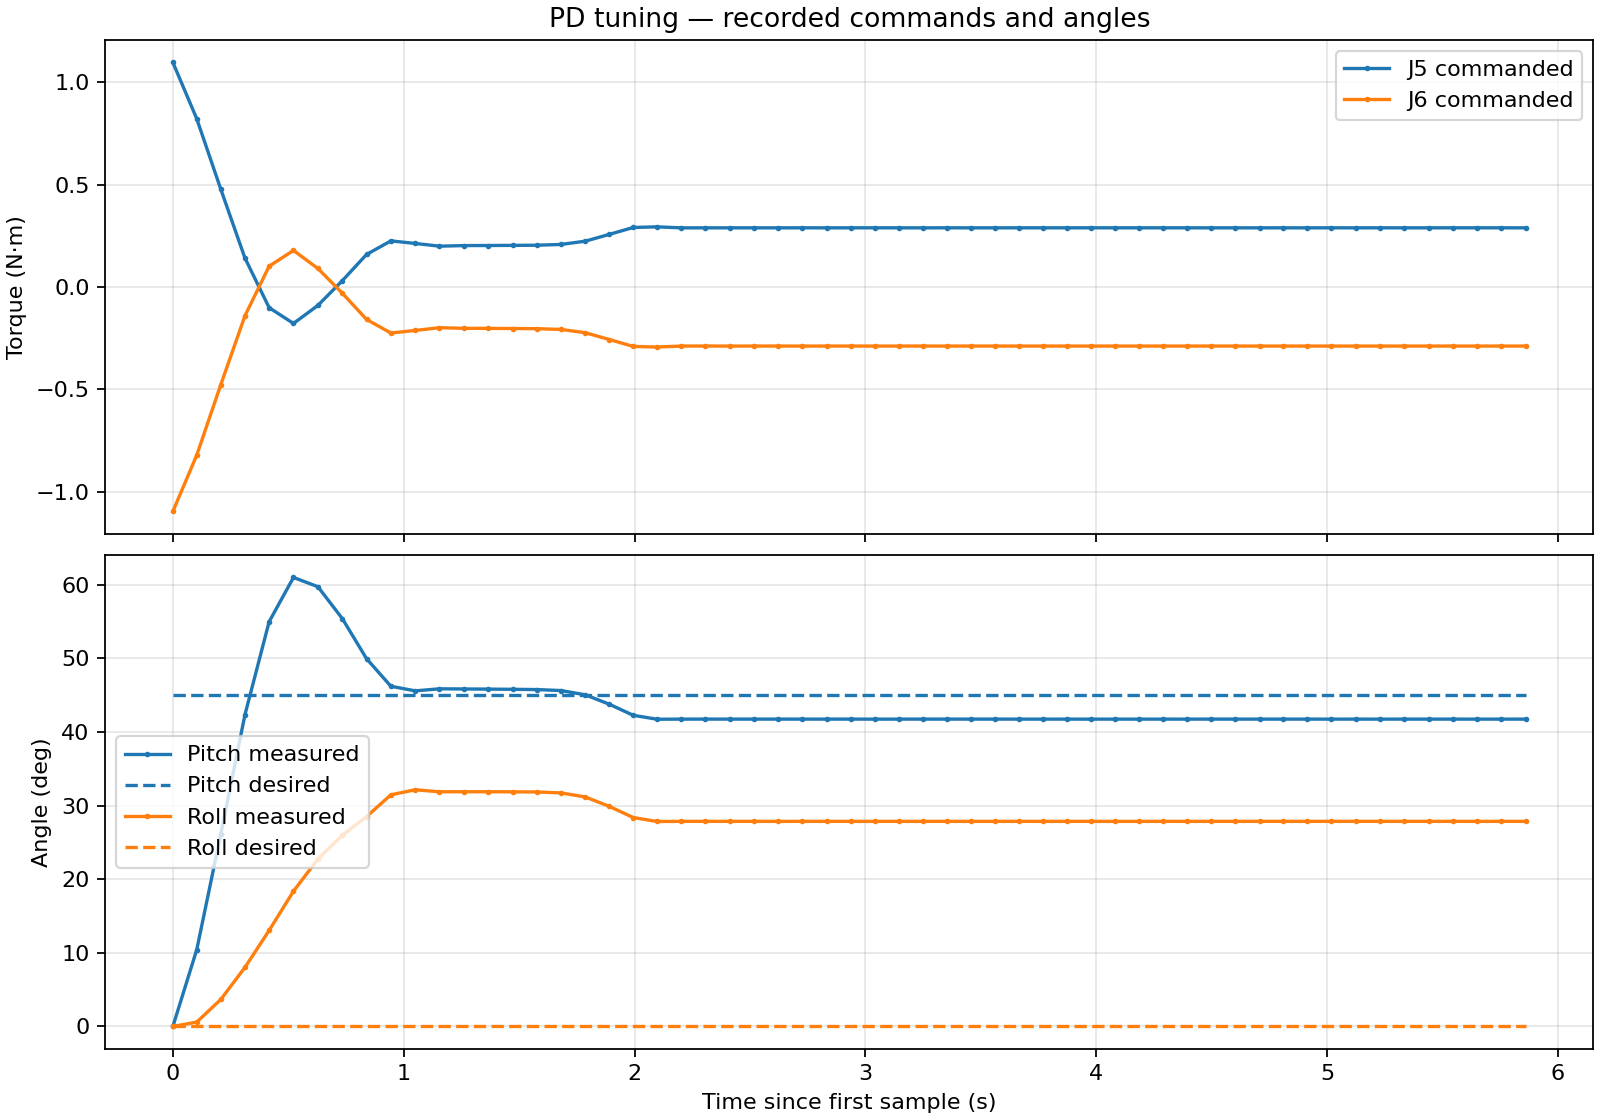 PD tuning — recorded commands and angles
Torque (N·m)
1.0
0.5
0.0
−0.5
−1.0
J5 commanded
J6 commanded
Angle (deg)
60
50
40
30
20
10
0
Pitch measured
Pitch desired
Roll measured
Roll desired
0 1 2 3 4 5 6
Time since first sample (s)